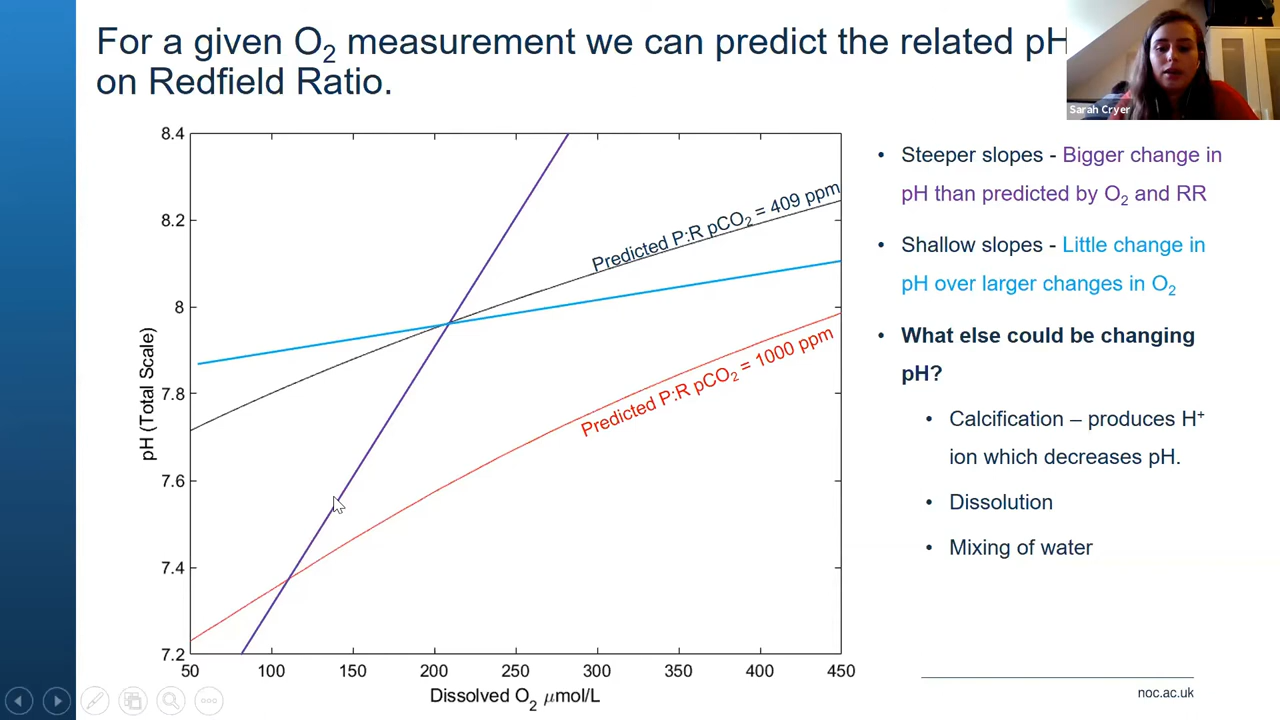 For a given O₂ measurement we can predict the related pH
on Redfield Ratio.
Sarah Cryer
8.4
8.2
8
7.8
7.6
7.4
7.2
pH (Total Scale)
50
100
150
200
250
300
350
400
450
Dissolved O₂ μmol/L
Predicted P:R pCO₂ = 409 ppm
Predicted P:R pCO₂ = 1000 ppm
• Steeper slopes - Bigger change in
pH than predicted by O₂ and RR
• Shallow slopes - Little change in
pH over larger changes in O₂
• What else could be changing
pH?
• Calcification – produces H⁺
ion which decreases pH.
• Dissolution
• Mixing of water
noc.ac.uk